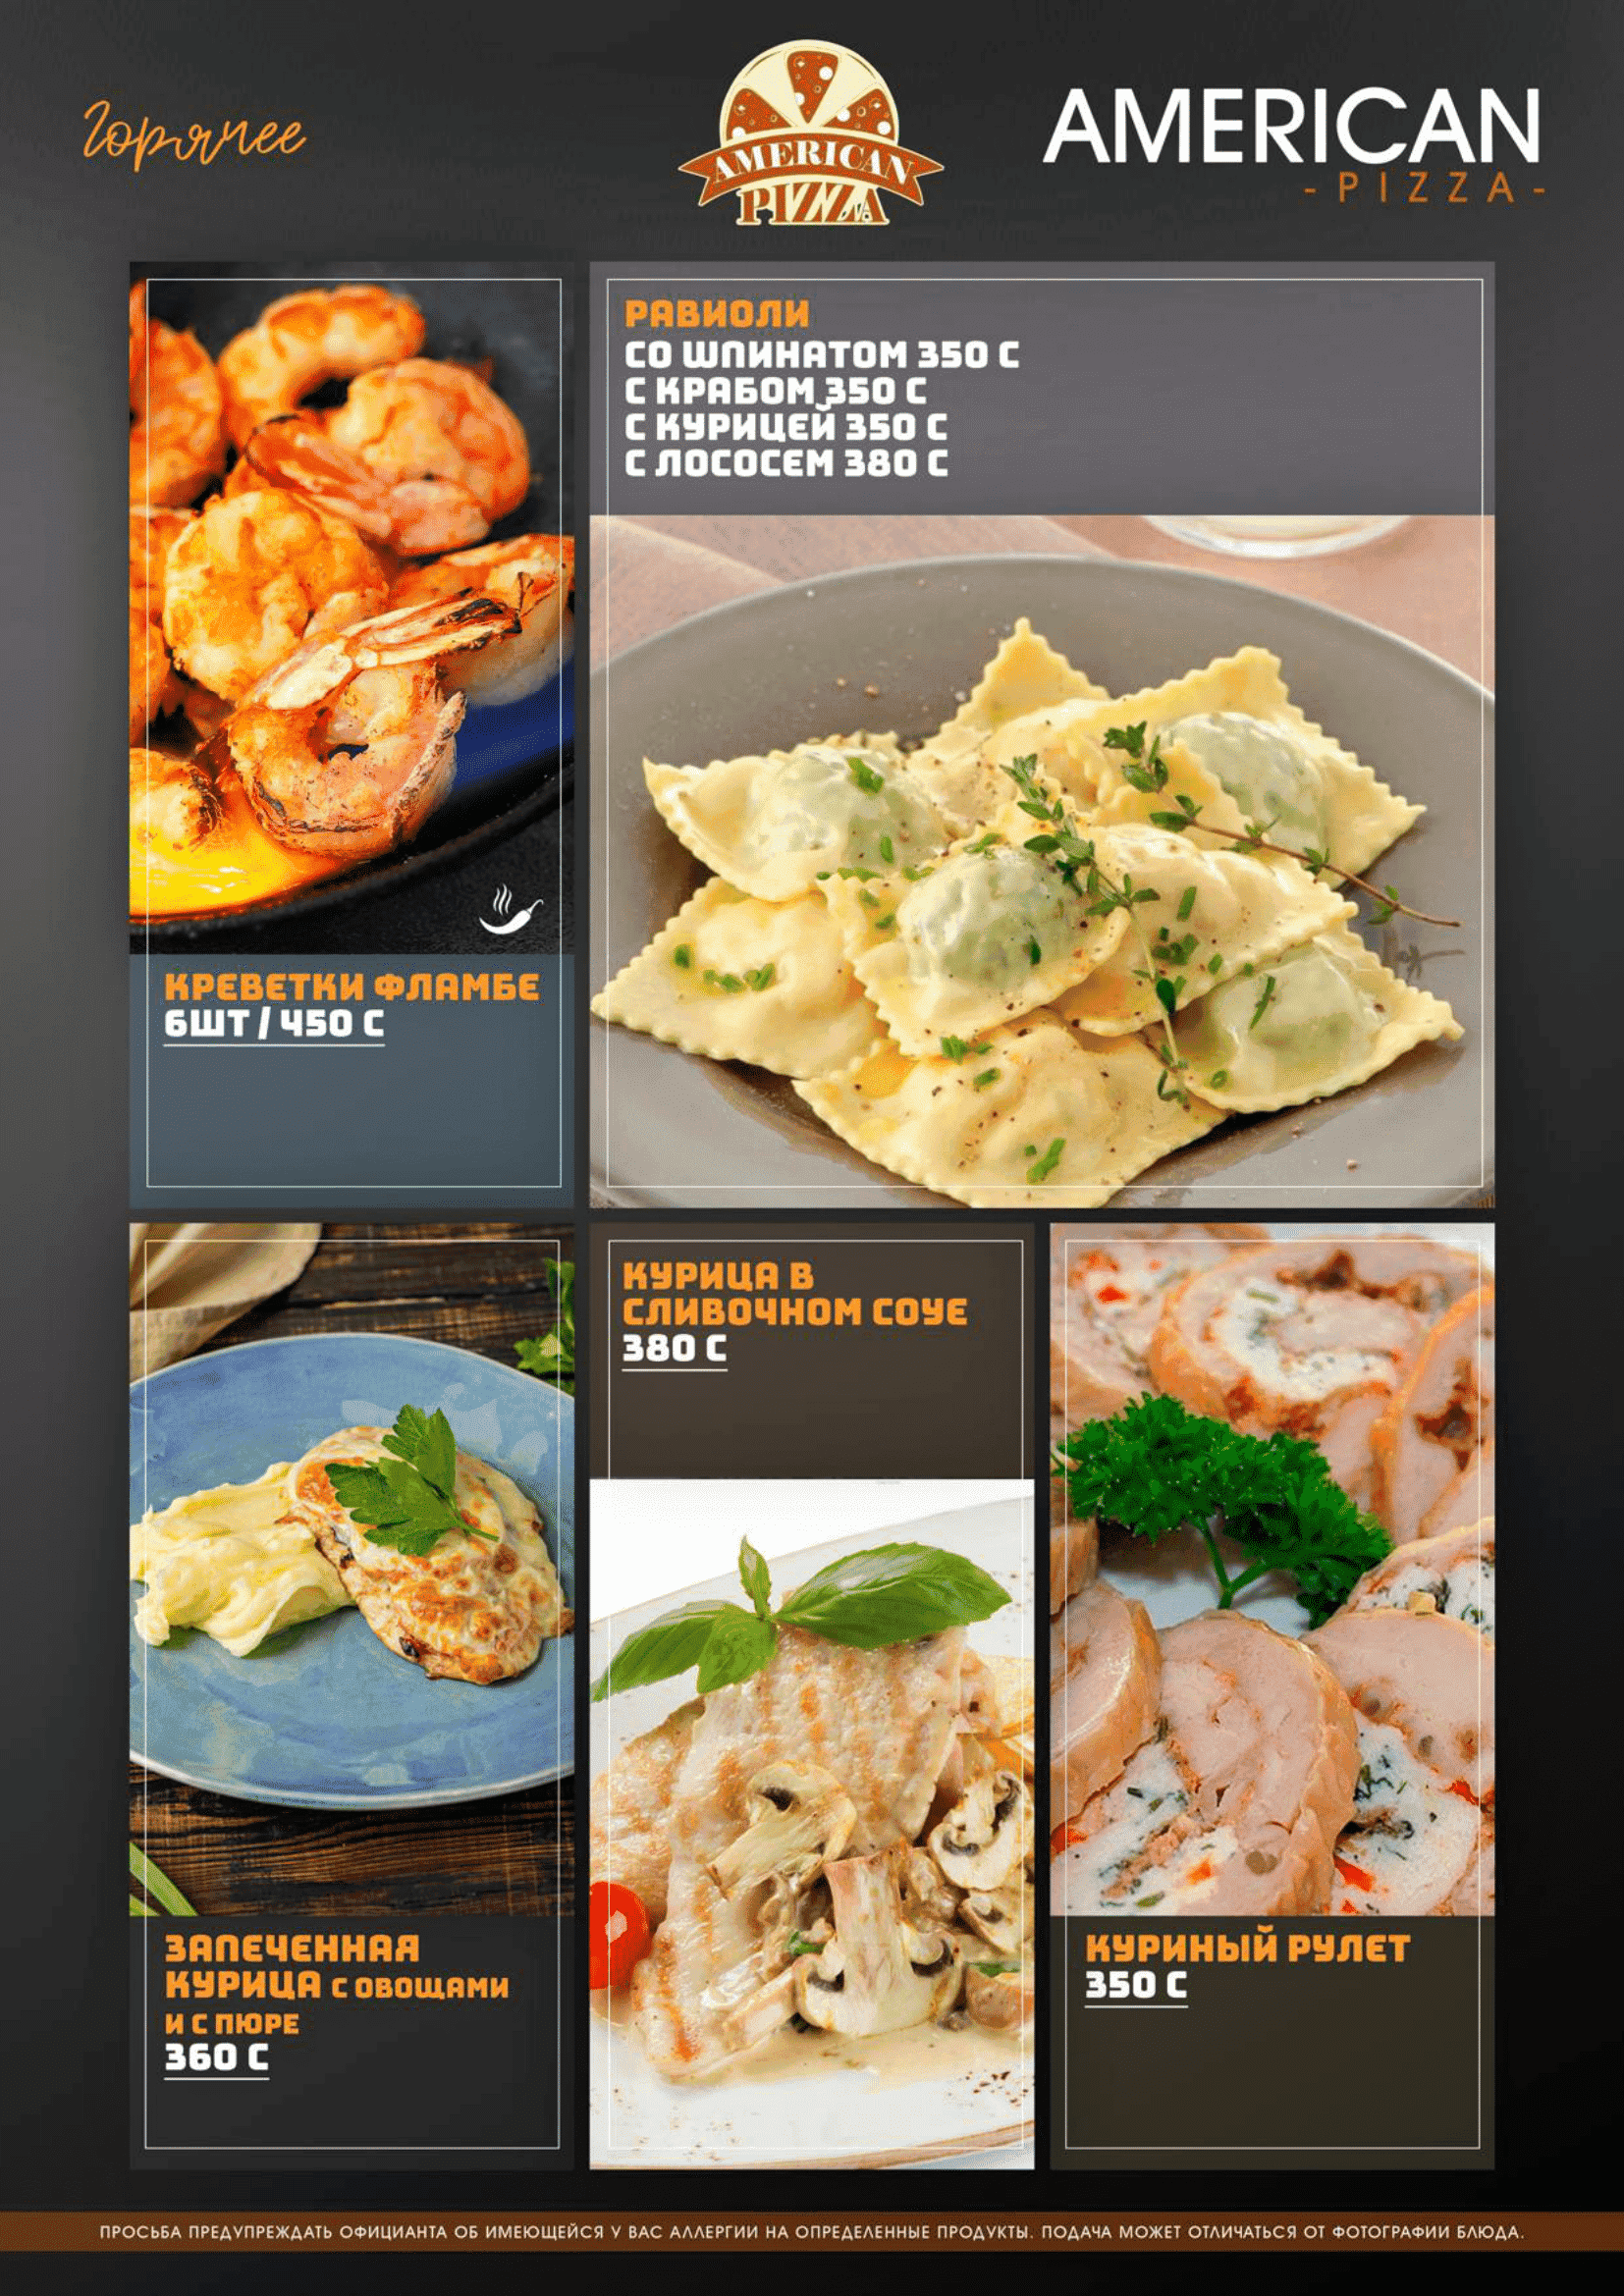 Горячее
AMERICAN
PIZZA
AMERICAN
-PIZZA-
РАВИОЛИ
СО ШПИНАТОМ 350 С
С КРАБОМ 350 С
С КУРИЦЕЙ 350 С
С ЛОСОСЕМ 380 С
КРЕВЕТКИ ФЛАМБЕ
6ШТ / 450 С
КУРИЦА В
СЛИВОЧНОМ СОУЕ
380 С
ЗАПЕЧЕННАЯ
КУРИЦА С ОВОЩАМИ
И С ПЮРЕ
360 С
КУРИНЫЙ РУЛЕТ
350 С
ПРОСЬБА ПРЕДУПРЕЖДАТЬ ОФИЦИАНТА ОБ ИМЕЮЩЕЙСЯ У ВАС АЛЛЕРГИИ НА ОПРЕДЕЛЕННЫЕ ПРОДУКТЫ. ПОДАЧА МОЖЕТ ОТЛИЧАТЬСЯ ОТ ФОТОГРАФИИ БЛЮДА.